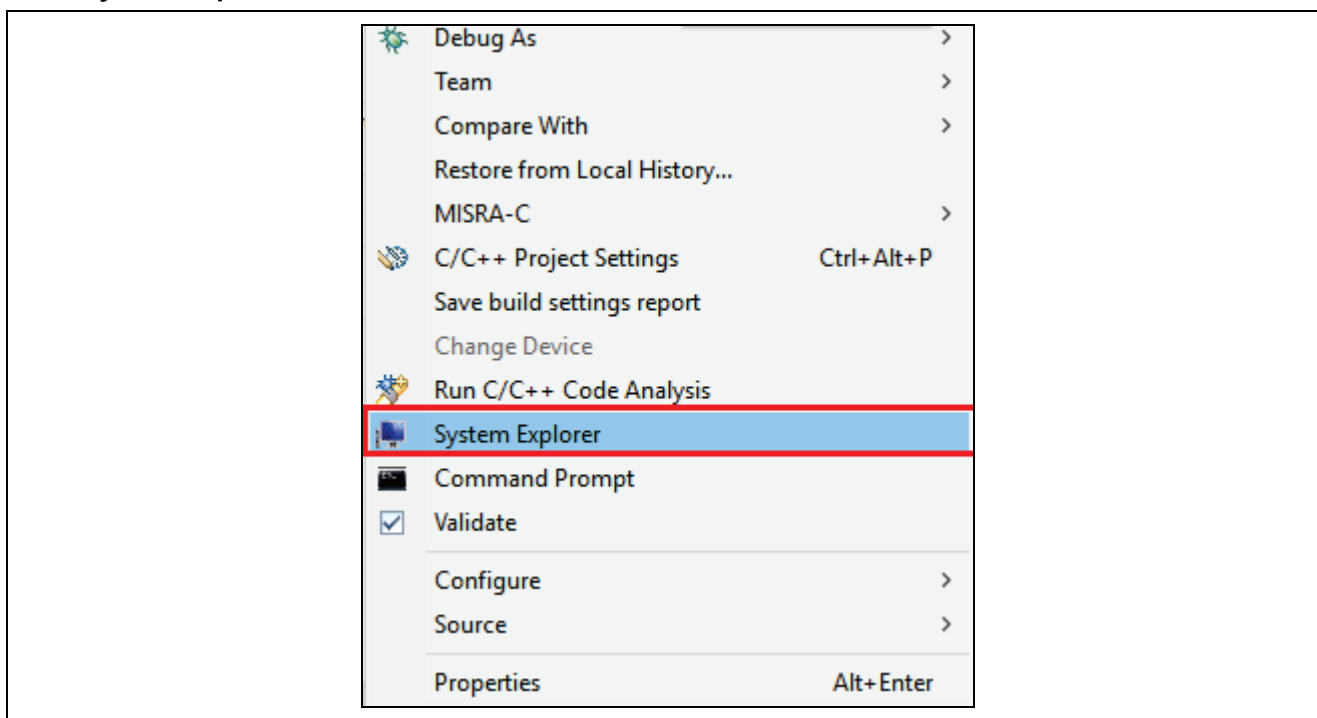 Debug As >
Team >
Compare With >
Restore from Local History...
MISRA-C >
C/C++ Project Settings Ctrl+Alt+P
Save build settings report
Change Device
Run C/C++ Code Analysis
System Explorer
Command Prompt
Validate
Configure >
Source >
Properties Alt+Enter